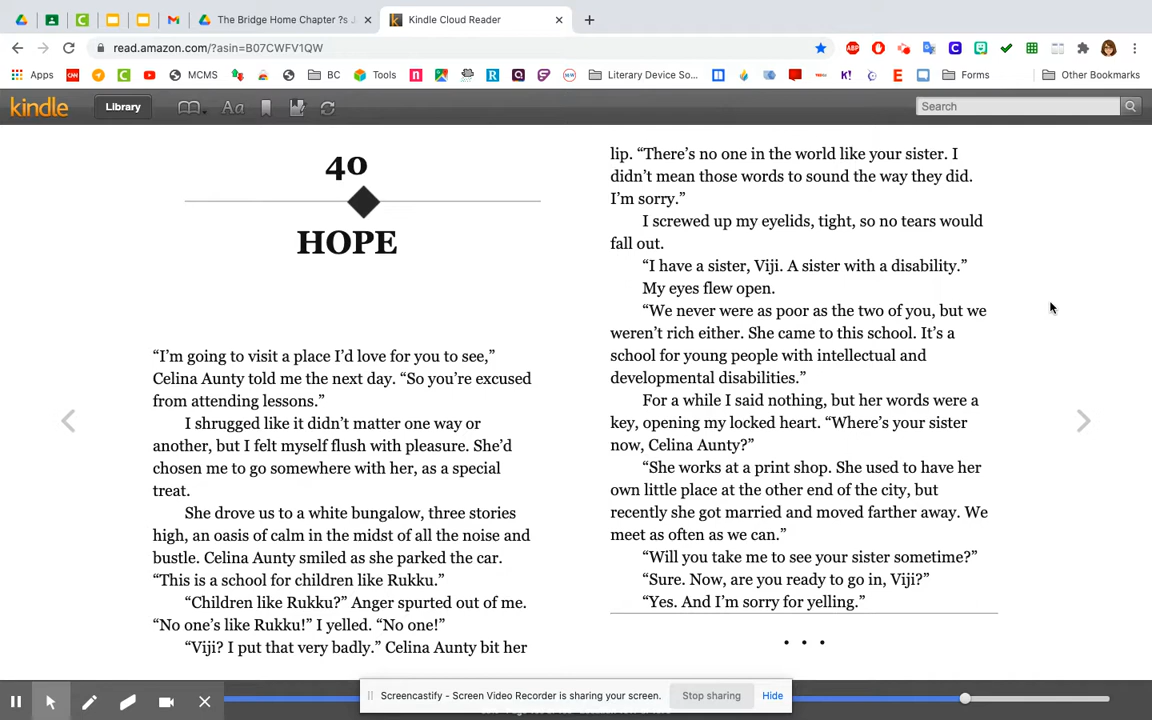 The Bridge Home Chapter ?s .
Kindle Cloud Reader
read.amazon.com/?asin=B07CWFV1QW
Apps
MCMS
BC
Tools
Literary Device So...
Forms
Other Bookmarks
kindle
Library
Aa
Search
40
HOPE
“I’m going to visit a place I’d love for you to see,”
Celina Aunty told me the next day. “So you’re excused
from attending lessons.”
I shrugged like it didn’t matter one way or
another, but I felt myself flush with pleasure. She’d
chosen me to go somewhere with her, as a special
treat.
She drove us to a white bungalow, three stories
high, an oasis of calm in the midst of all the noise and
bustle. Celina Aunty smiled as she parked the car.
“This is a school for children like Rukku.”
“Children like Rukku?” Anger spurted out of me.
“No one’s like Rukku!” I yelled. “No one!”
“Viji? I put that very badly.” Celina Aunty bit her
lip. “There’s no one in the world like your sister. I
didn’t mean those words to sound the way they did.
I’m sorry.”
I screwed up my eyelids, tight, so no tears would
fall out.
“I have a sister, Viji. A sister with a disability.”
My eyes flew open.
“We never were as poor as the two of you, but we
weren’t rich either. She came to this school. It’s a
school for young people with intellectual and
developmental disabilities.”
For a while I said nothing, but her words were a
key, opening my locked heart. “Where’s your sister
now, Celina Aunty?”
“She works at a print shop. She used to have her
own little place at the other end of the city, but
recently she got married and moved farther away. We
meet as often as we can.”
“Will you take me to see your sister sometime?”
“Sure. Now, are you ready to go in, Viji?”
“Yes. And I’m sorry for yelling.”
• • •
Screencastify - Screen Video Recorder is sharing your screen.
Stop sharing
Hide